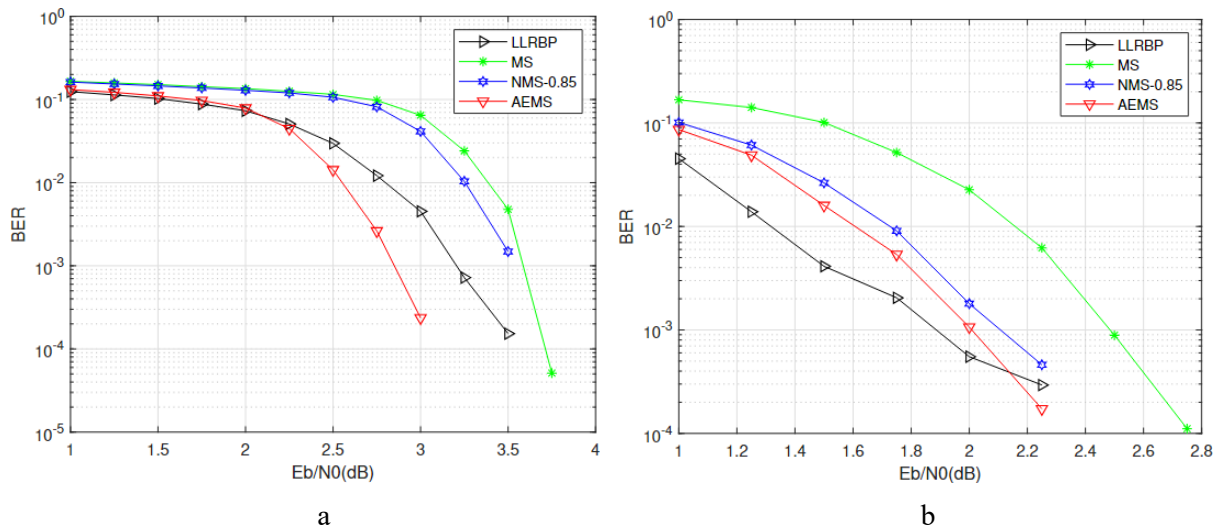 10^0
10^-1
10^-2
10^-3
10^-4
10^-5
BER
1
1.5
2
2.5
3
3.5
4
Eb/N0(dB)
LLRBP
MS
NMS-0.85
AEMS
a
10^0
10^-1
10^-2
10^-3
10^-4
BER
1
1.2
1.4
1.6
1.8
2
2.2
2.4
2.6
2.8
Eb/N0(dB)
LLRBP
MS
NMS-0.85
AEMS
b